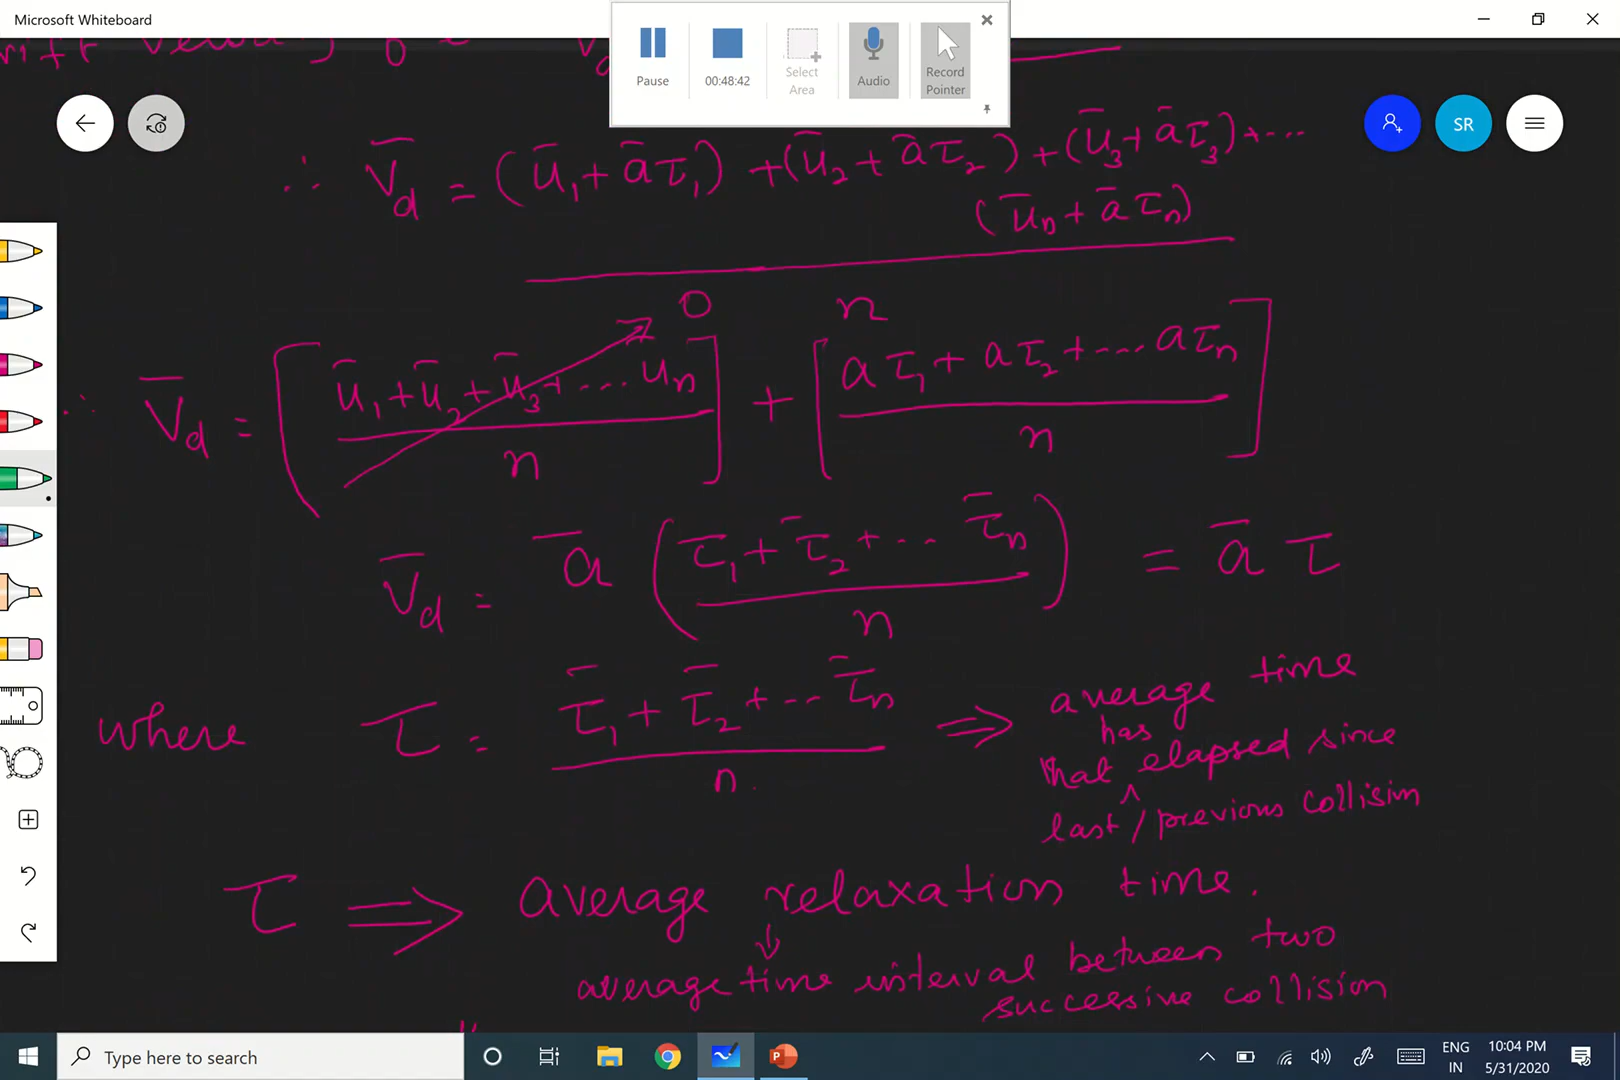 Microsoft Whiteboard
Pause
00:48:42
Select Area
Audio
Record Pointer
SR
∴ v̄d = (ū₁ + āτ₁) + (ū₂ + āτ₂) + (ū₃ + āτ₃) + ...
(ūn + āτn)
n
0
∴ v̄d = [ ū₁ + ū₂ + ū₃ + ... un / n ] + [ aτ₁ + aτ₂ + ... aτn / n ]
v̄d = ā ( τ₁ + τ̄₂ + ... τ̄n / n ) = ā τ
where τ = τ̄₁ + τ̄₂ + ... τ̄n / n ⇒ average time
that has elapsed since
last / previous collision
τ ⇒ average relaxation time.
↓
average time interval between two
successive collision
Type here to search
ENG
IN
10:04 PM
5/31/2020